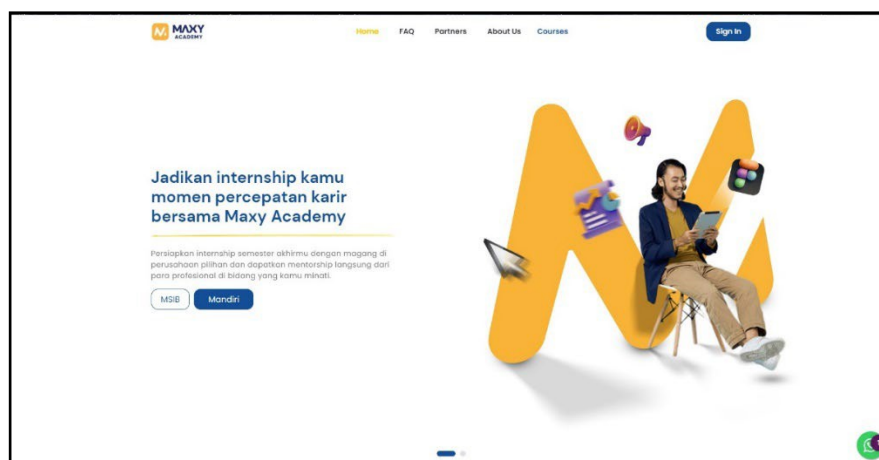 MAXY
ACADEMY
Home FAQ Partners About Us Courses
Sign In
Jadikan internship kamu
momen percepatan karir
bersama Maxy Academy
Persiapkan internship semester akhirmu dengan magang di
perusahaan pilihan dan dapatkan mentorship langsung dari
para profesional di bidang yang kamu minati.
MSIB Mandiri